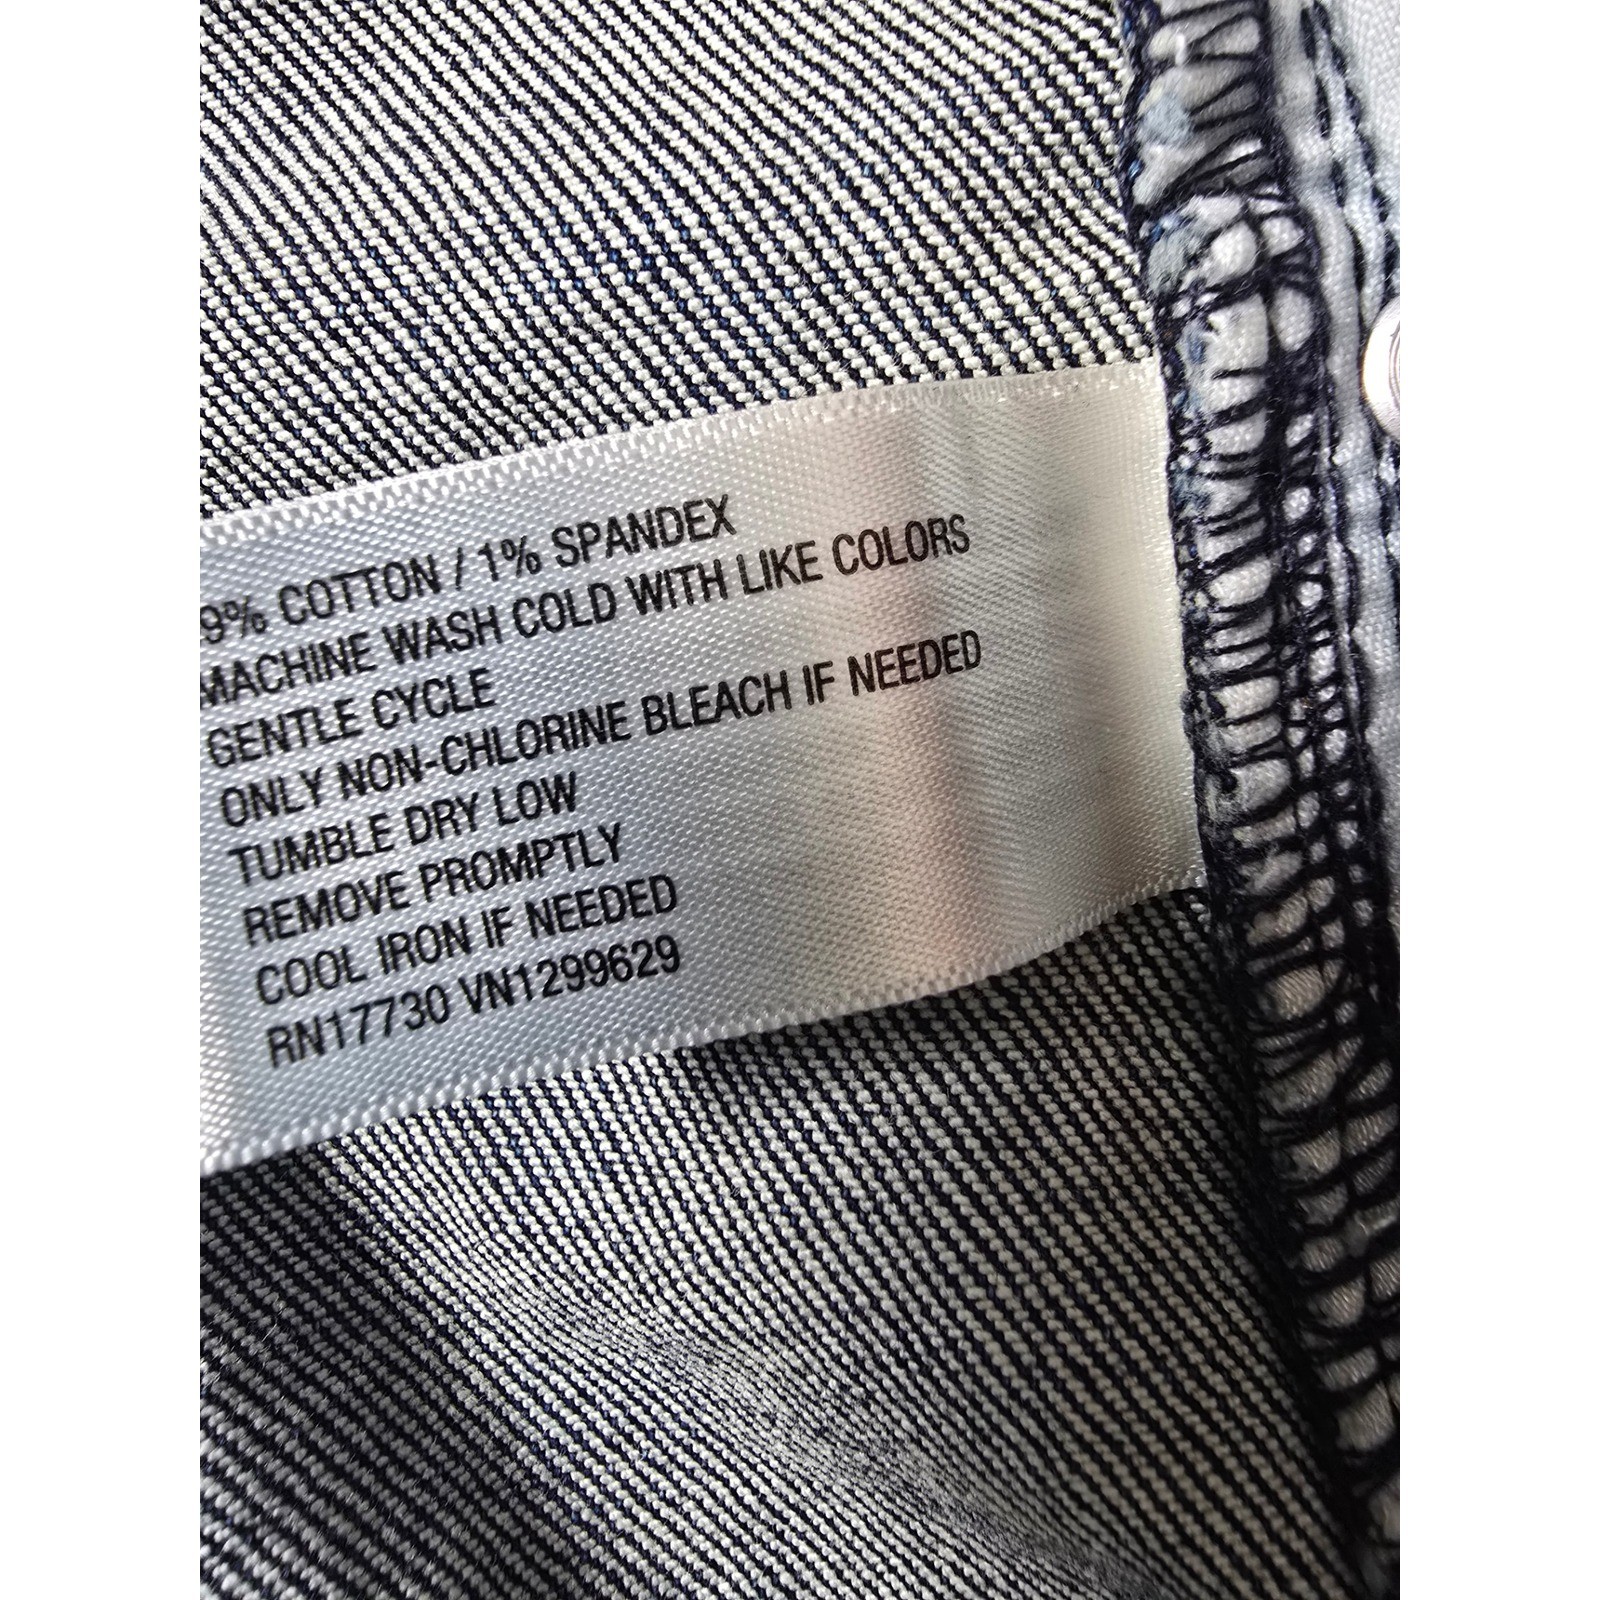 9% COTTON / 1% SPANDEX
MACHINE WASH COLD WITH LIKE COLORS
GENTLE CYCLE
ONLY NON-CHLORINE BLEACH IF NEEDED
TUMBLE DRY LOW
REMOVE PROMPTLY
COOL IRON IF NEEDED
RN17730 VN1299629